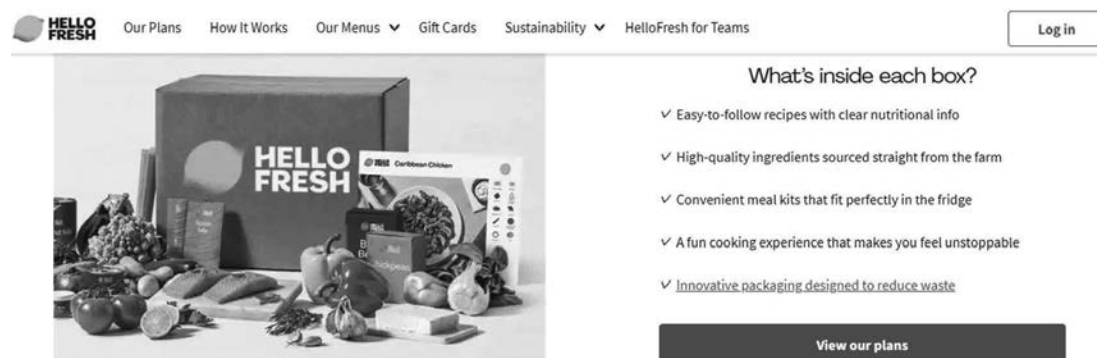 HELLO
FRESH
Our Plans
How It Works
Our Menus
Gift Cards
Sustainability
HelloFresh for Teams
Log in
HELLO
FRESH
Caribbean Chicken
What's inside each box?
Easy-to-follow recipes with clear nutritional info
High-quality ingredients sourced straight from the farm
Convenient meal kits that fit perfectly in the fridge
A fun cooking experience that makes you feel unstoppable
Innovative packaging designed to reduce waste
View our plans